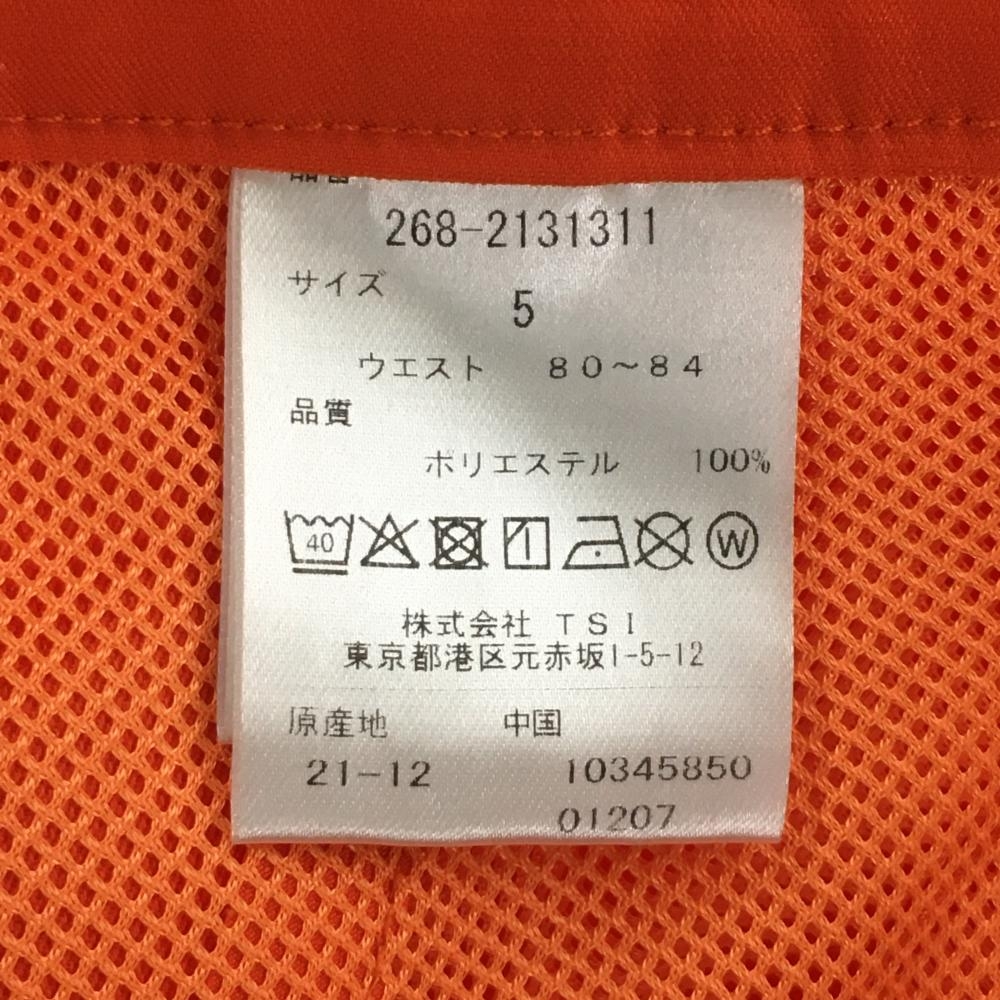 品番
268-2131311
サイズ
5
ウエスト 80～84
品質
ポリエステル 100%
40 W
株式会社 TSI
東京都港区元赤坂1-5-12
原産地 中国
21-12 10345850
01207